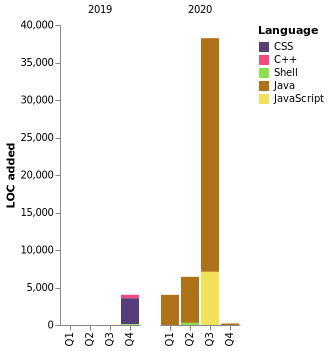 2019 2020
Language
CSS
C++
Shell
Java
JavaScript
LOC added
40,000
35,000
30,000
25,000
20,000
15,000
10,000
5,000
0
Q1 Q2 Q3 Q4 Q1 Q2 Q3 Q4